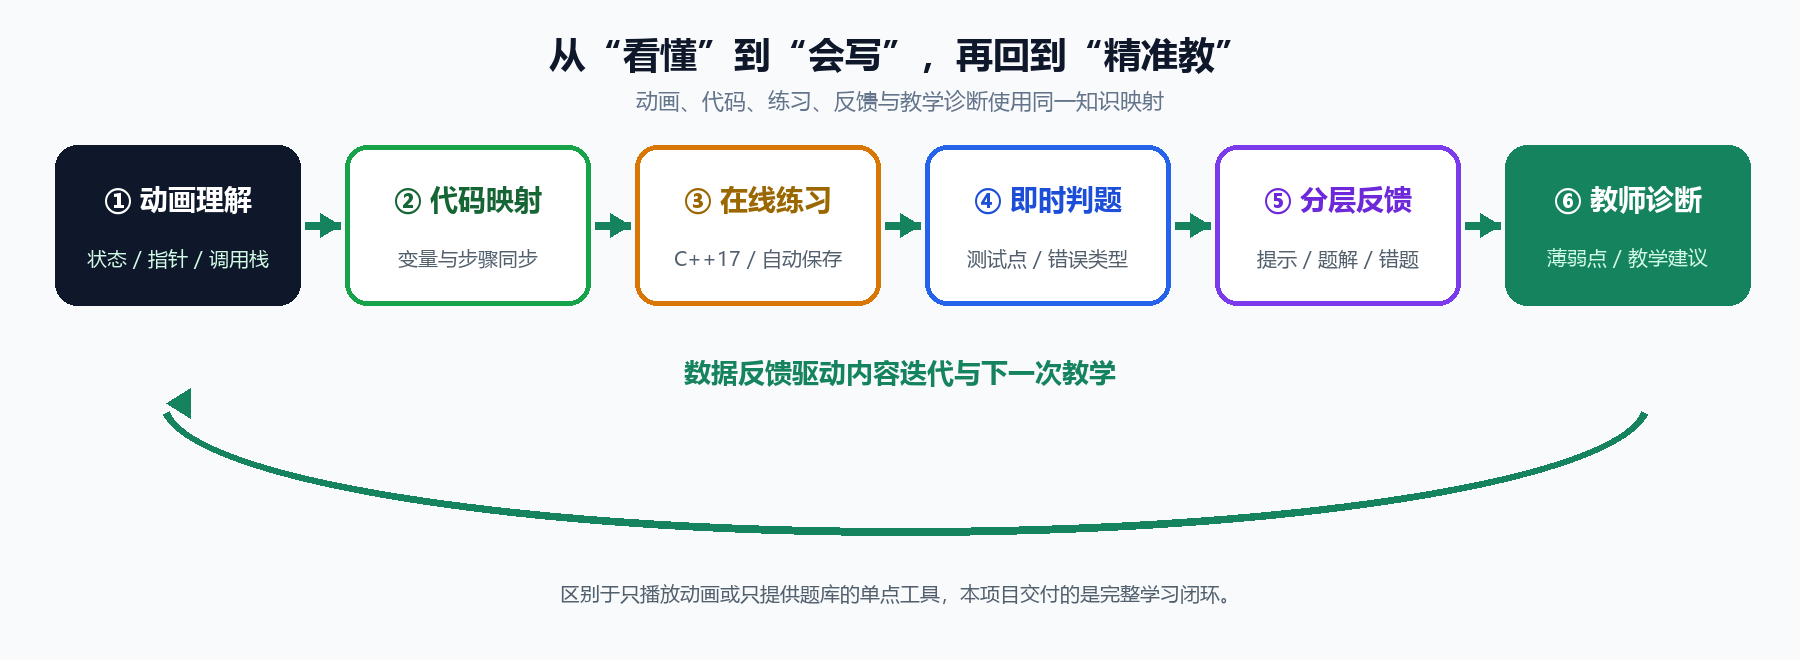 从“看懂”到“会写”，再回到“精准教”
动画、代码、练习、反馈与教学诊断使用同一知识映射
① 动画理解
状态 / 指针 / 调用栈
② 代码映射
变量与步骤同步
③ 在线练习
C++17 / 自动保存
④ 即时判题
测试点 / 错误类型
⑤ 分层反馈
提示 / 题解 / 错题
⑥ 教师诊断
薄弱点 / 教学建议
数据反馈驱动内容迭代与下一次教学
区别于只播放动画或只提供题库的单点工具，本项目交付的是完整学习闭环。